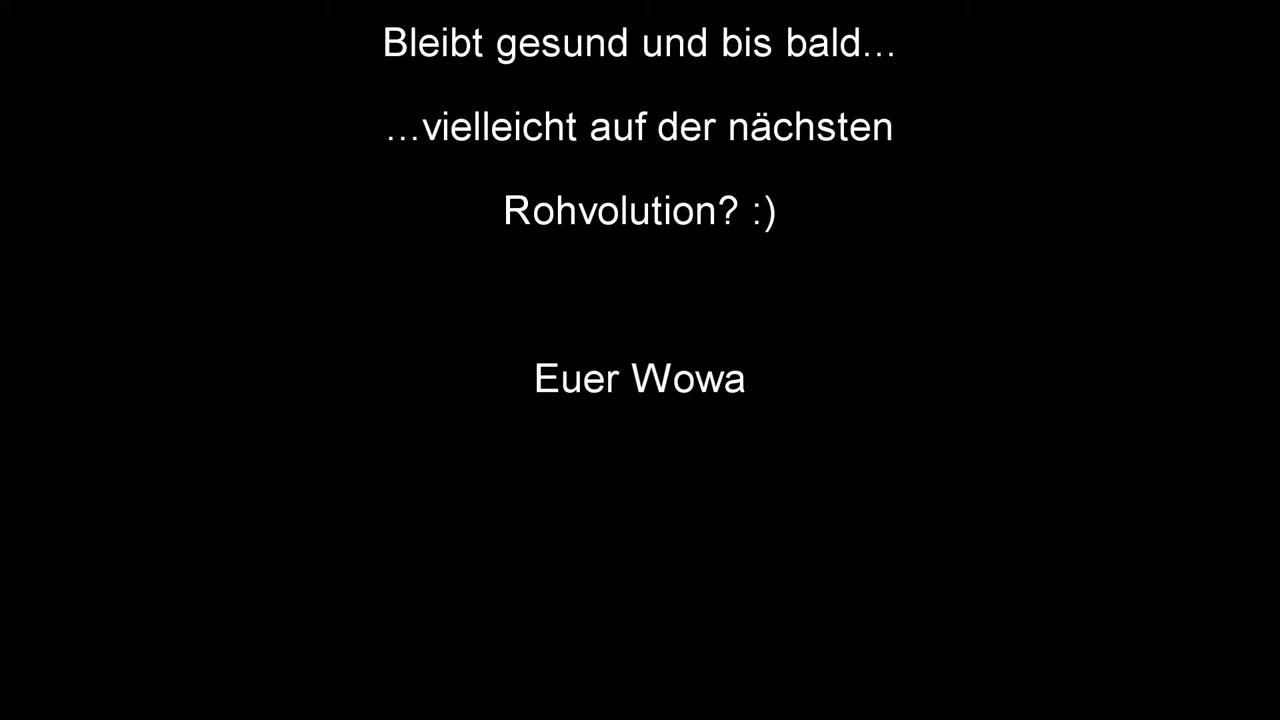 Bleibt gesund und bis bald...
...vielleicht auf der nächsten
Rohvolution? :)
Euer Wowa